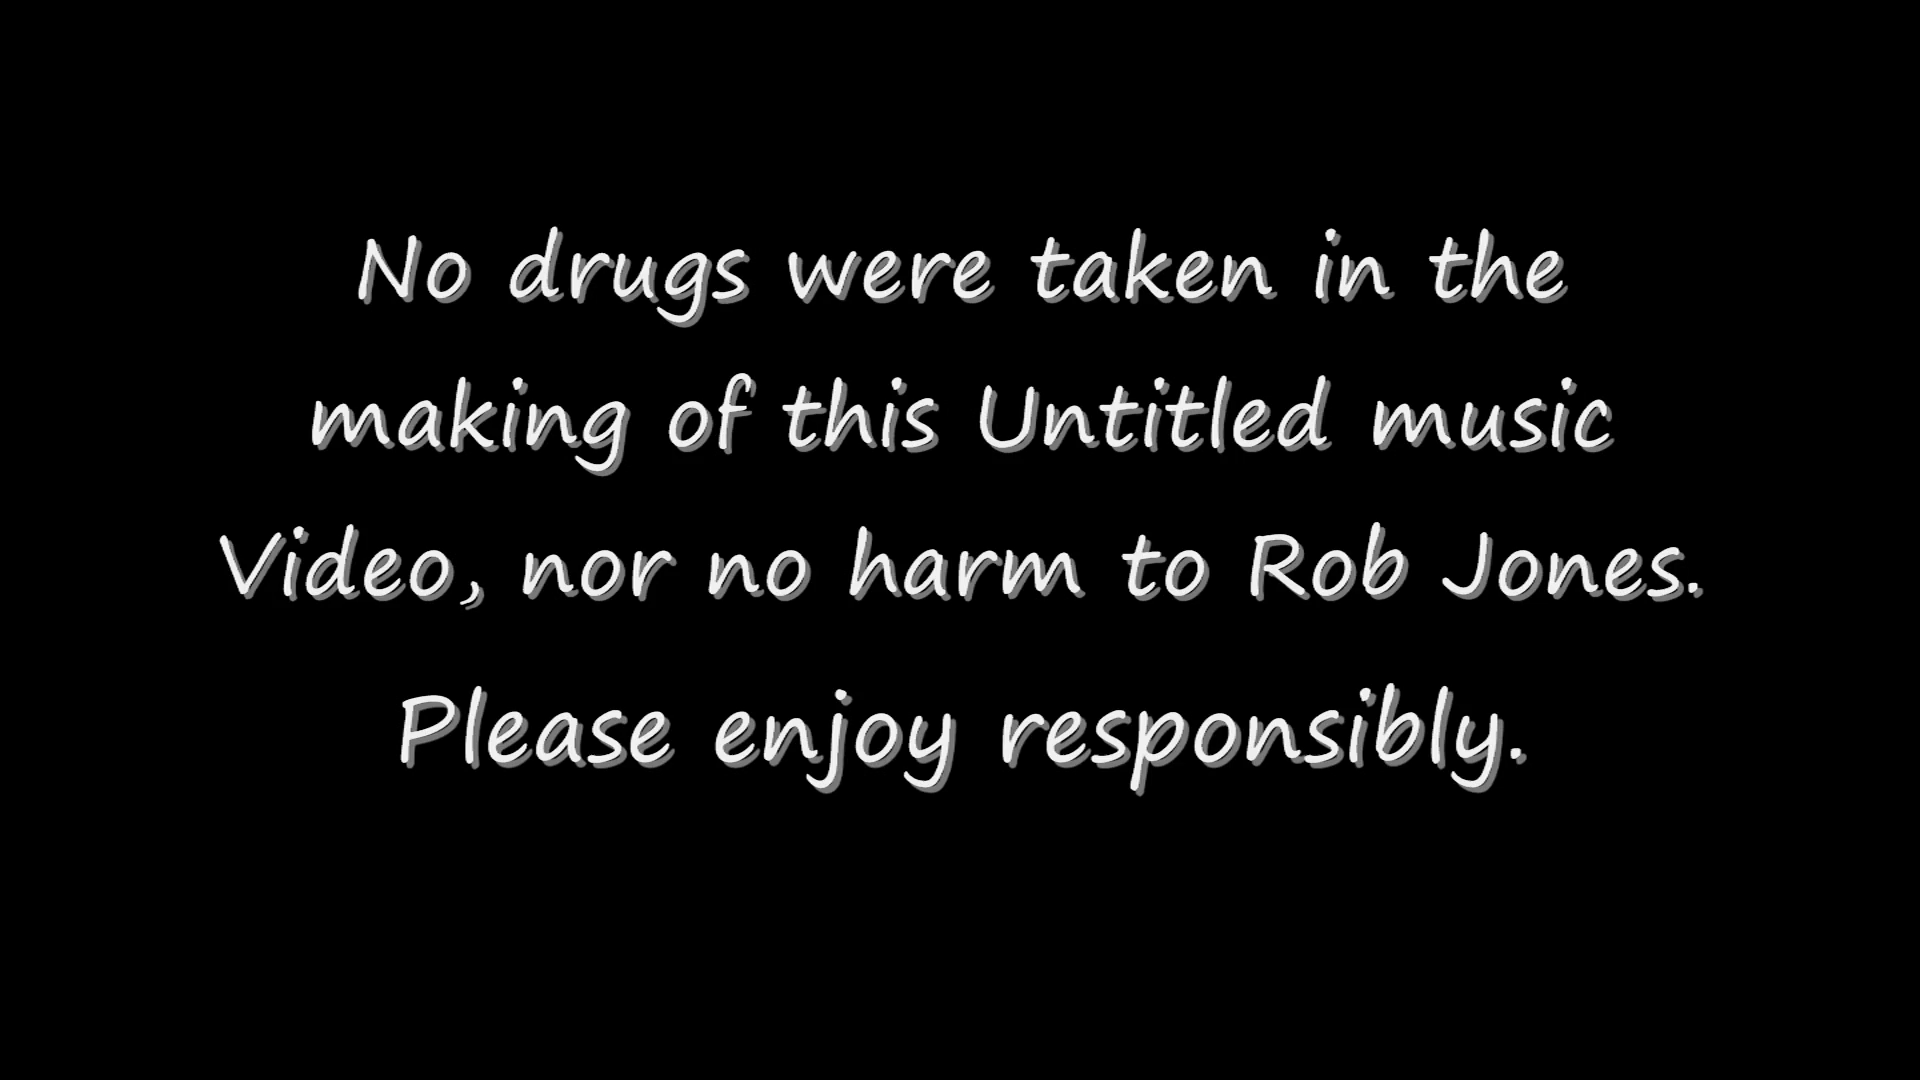 No drugs were taken in the
making of this Untitled music
Video, nor no harm to Rob Jones.
Please enjoy responsibly.